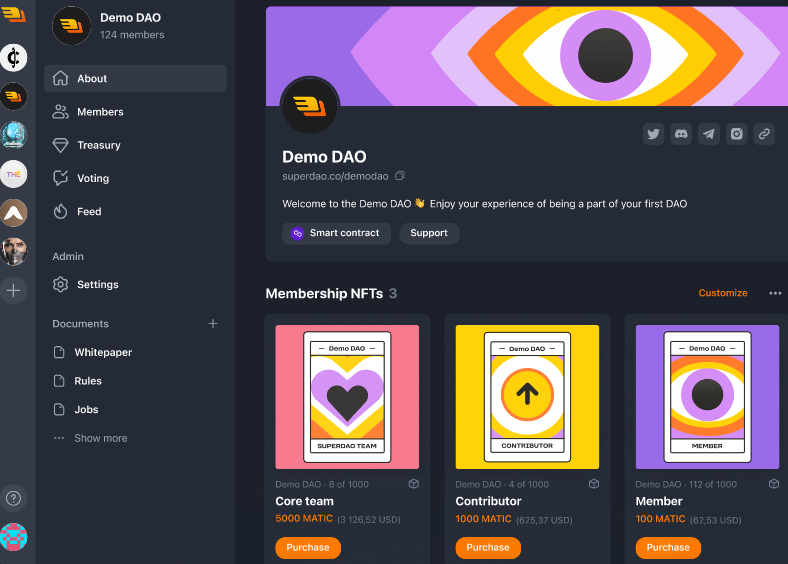 Demo DAO
124 members
About
Members
Treasury
Voting
Feed
Admin
Settings
Documents
Whitepaper
Rules
Jobs
Show more
THE
Demo DAO
superdao.co/demodao
Welcome to the Demo DAO 👋 Enjoy your experience of being a part of your first DAO
Smart contract
Support
Membership NFTs 3
Customize
Demo DAO
SUPERDAO TEAM
Demo DAO · 8 of 1000
Core team
5000 MATIC (3 126,52 USD)
Purchase
Demo DAO
CONTRIBUTOR
Demo DAO · 4 of 1000
Contributor
1000 MATIC (625,37 USD)
Purchase
Demo DAO
MEMBER
Demo DAO · 112 of 1000
Member
100 MATIC (62,53 USD)
Purchase